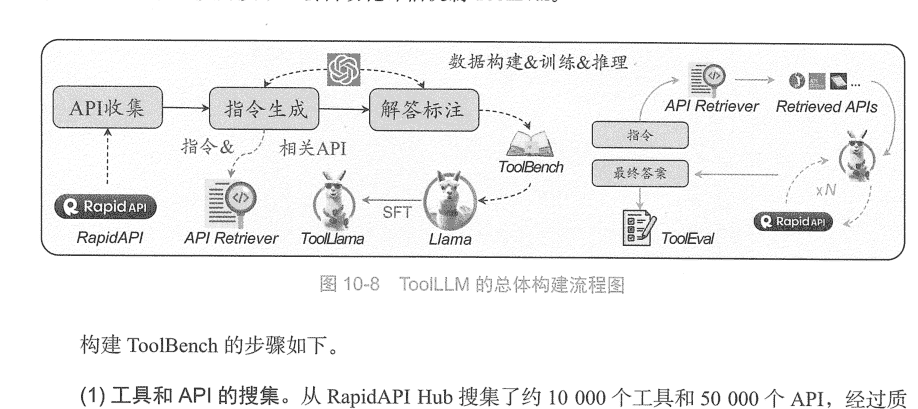 数据构建&训练&推理
API收集
指令生成
解答标注
指令&
相关API
ToolBench
RapidAPI
RapidAPI
API Retriever
ToolLlama
SFT
Llama
API Retriever
Retrieved APIs
...
指令
最终答案
xN
RapidAPI
ToolEval
图 10-8 ToolLLM 的总体构建流程图
构建 ToolBench 的步骤如下。
(1) 工具和 API 的搜集。从 RapidAPI Hub 搜集了约 10 000 个工具和 50 000 个 API，经过质